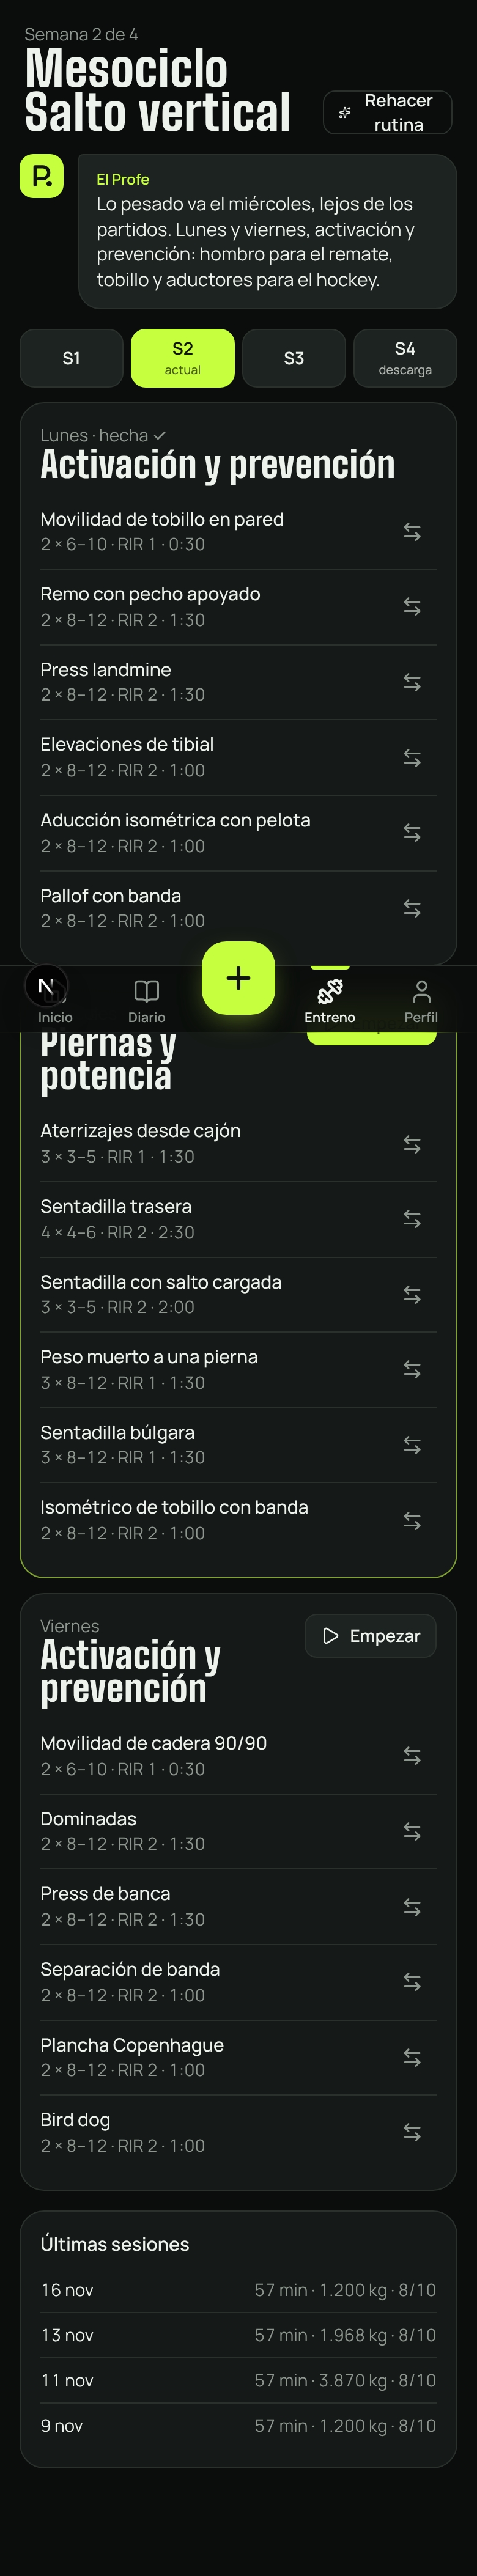 Semana 2 de 4
Mesociclo
Salto vertical
Rehacer
rutina
P.
El Profe
Lo pesado va el miércoles, lejos de los
partidos. Lunes y viernes, activación y
prevención: hombro para el remate,
tobillo y aductores para el hockey.
S1
S2
actual
S3
S4
descarga
Lunes · hecha ✓
Activación y prevención
Movilidad de tobillo en pared
2 × 6–10 · RIR 1 · 0:30
Remo con pecho apoyado
2 × 8–12 · RIR 2 · 1:30
Press landmine
2 × 8–12 · RIR 2 · 1:30
Elevaciones de tibial
2 × 8–12 · RIR 2 · 1:00
Aducción isométrica con pelota
2 × 8–12 · RIR 2 · 1:00
Pallof con banda
2 × 8–12 · RIR 2 · 1:00
N
Inicio
Diario
+
Entreno
Perfil
Piernas y
potencia
Aterrizajes desde cajón
3 × 3–5 · RIR 1 · 1:30
Sentadilla trasera
4 × 4–6 · RIR 2 · 2:30
Sentadilla con salto cargada
3 × 3–5 · RIR 2 · 2:00
Peso muerto a una pierna
3 × 8–12 · RIR 1 · 1:30
Sentadilla búlgara
3 × 8–12 · RIR 1 · 1:30
Isométrico de tobillo con banda
2 × 8–12 · RIR 2 · 1:00
Viernes
Activación y
prevención
Empezar
Movilidad de cadera 90/90
2 × 6–10 · RIR 1 · 0:30
Dominadas
2 × 8–12 · RIR 2 · 1:30
Press de banca
2 × 8–12 · RIR 2 · 1:30
Separación de banda
2 × 8–12 · RIR 2 · 1:00
Plancha Copenhague
2 × 8–12 · RIR 2 · 1:00
Bird dog
2 × 8–12 · RIR 2 · 1:00
Últimas sesiones
16 nov 57 min · 1.200 kg · 8/10
13 nov 57 min · 1.968 kg · 8/10
11 nov 57 min · 3.870 kg · 8/10
9 nov 57 min · 1.200 kg · 8/10